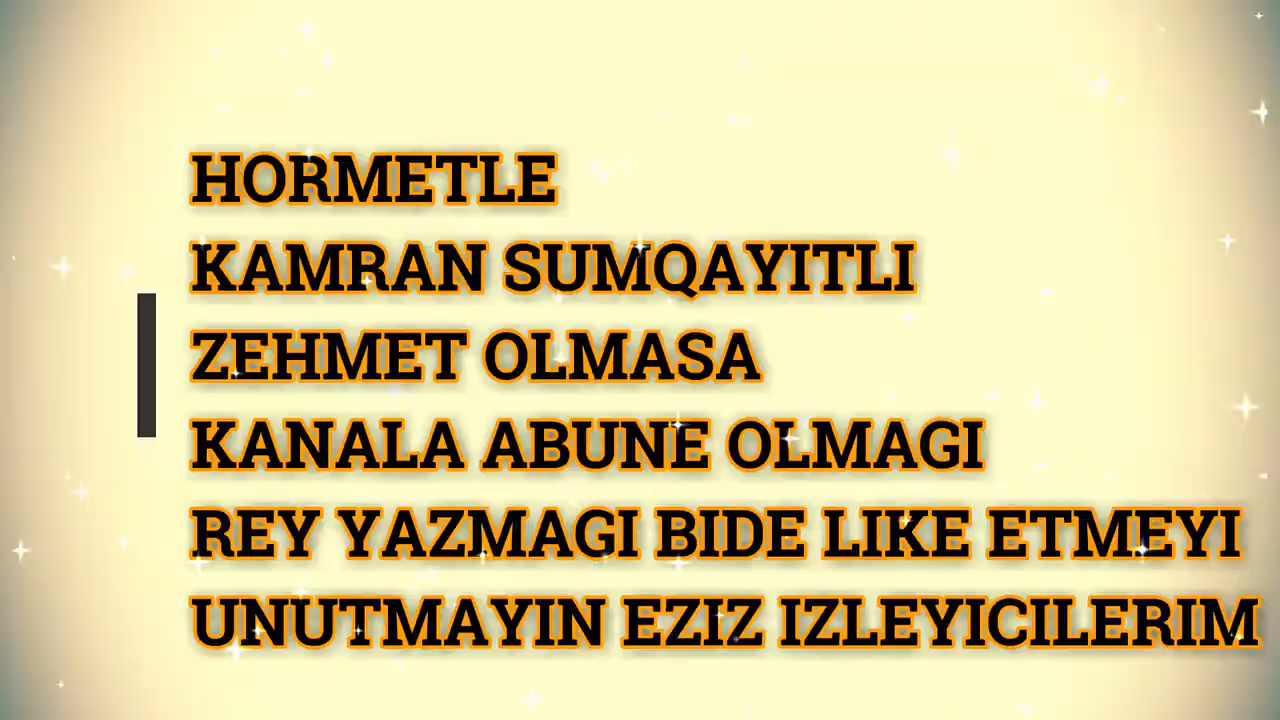 HORMETLE
KAMRAN SUMQAYITLI
ZEHMET OLMASA
KANALA ABUNE OLMAGI
REY YAZMAGI BIDE LIKE ETMEYI
UNUTMAYIN EZIZ IZLEYICILERIM